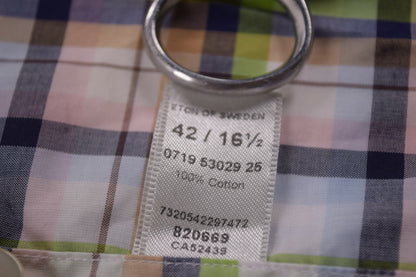 ETON OF SWEDEN
42 / 16½
0719 53029 25
100% Cotton
7320542297472
820669
CA52439